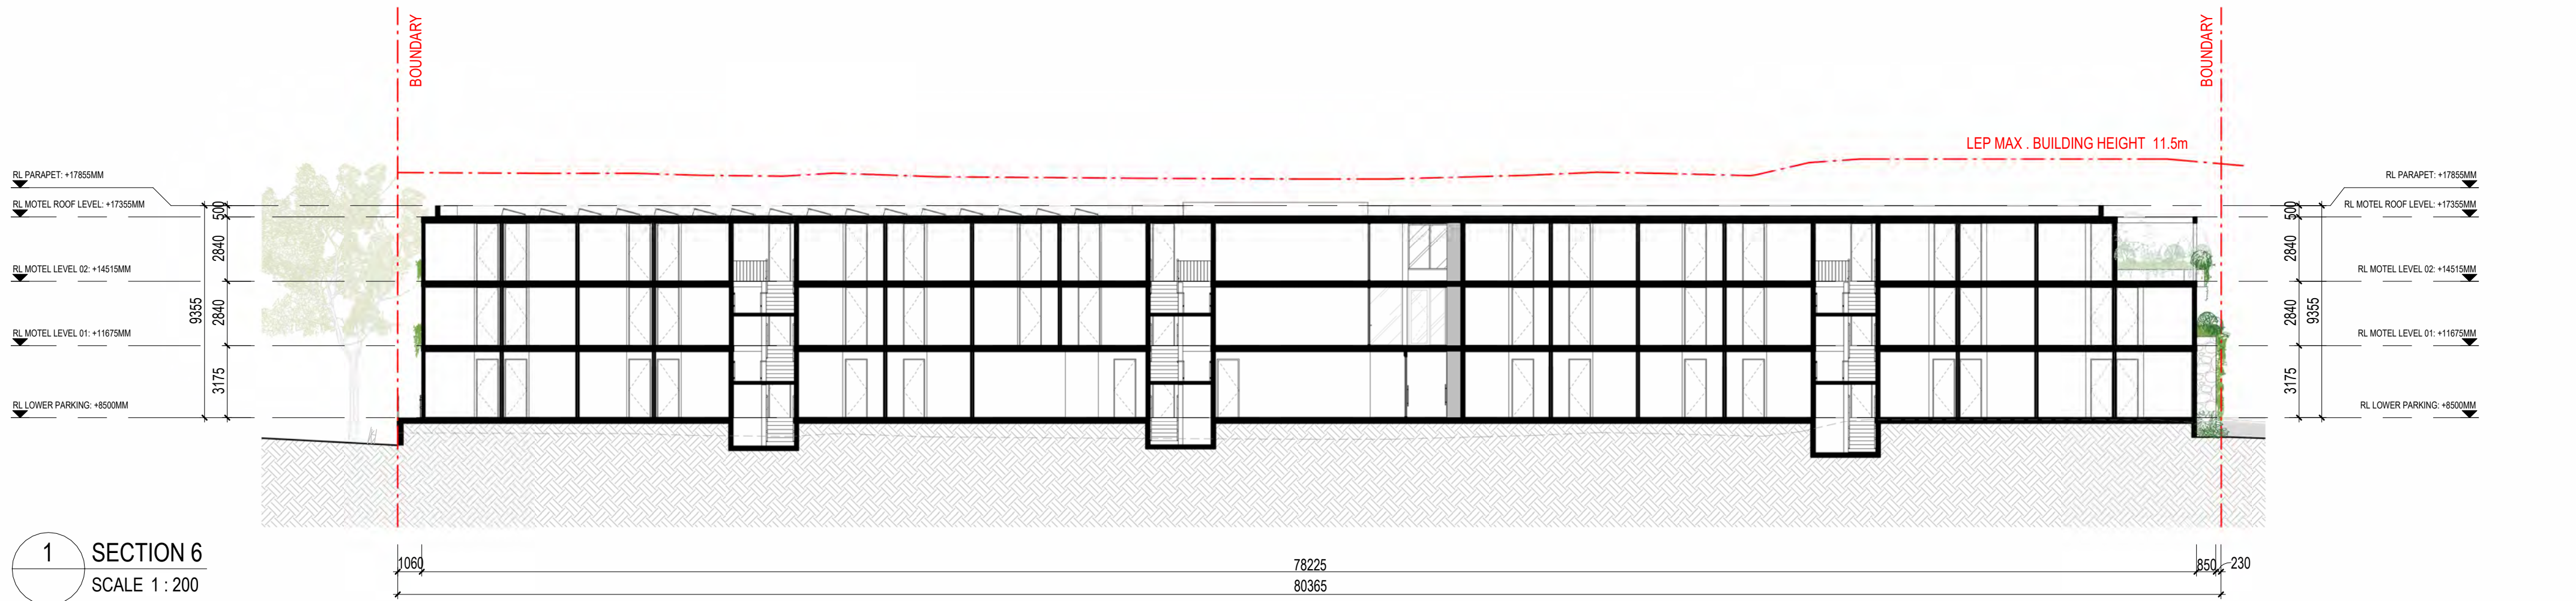 BOUNDARY
BOUNDARY
LEP MAX . BUILDING HEIGHT 11.5m
RL PARAPET: +17855MM
RL MOTEL ROOF LEVEL: +17355MM
RL MOTEL LEVEL 02: +14515MM
RL MOTEL LEVEL 01: +11675MM
RL LOWER PARKING: +8500MM
500
2840
2840
3175
9355
RL PARAPET: +17855MM
RL MOTEL ROOF LEVEL: +17355MM
RL MOTEL LEVEL 02: +14515MM
RL MOTEL LEVEL 01: +11675MM
RL LOWER PARKING: +8500MM
500
2840
2840
3175
9355
1 SECTION 6
SCALE 1 : 200
1060 78225 850 230
80365